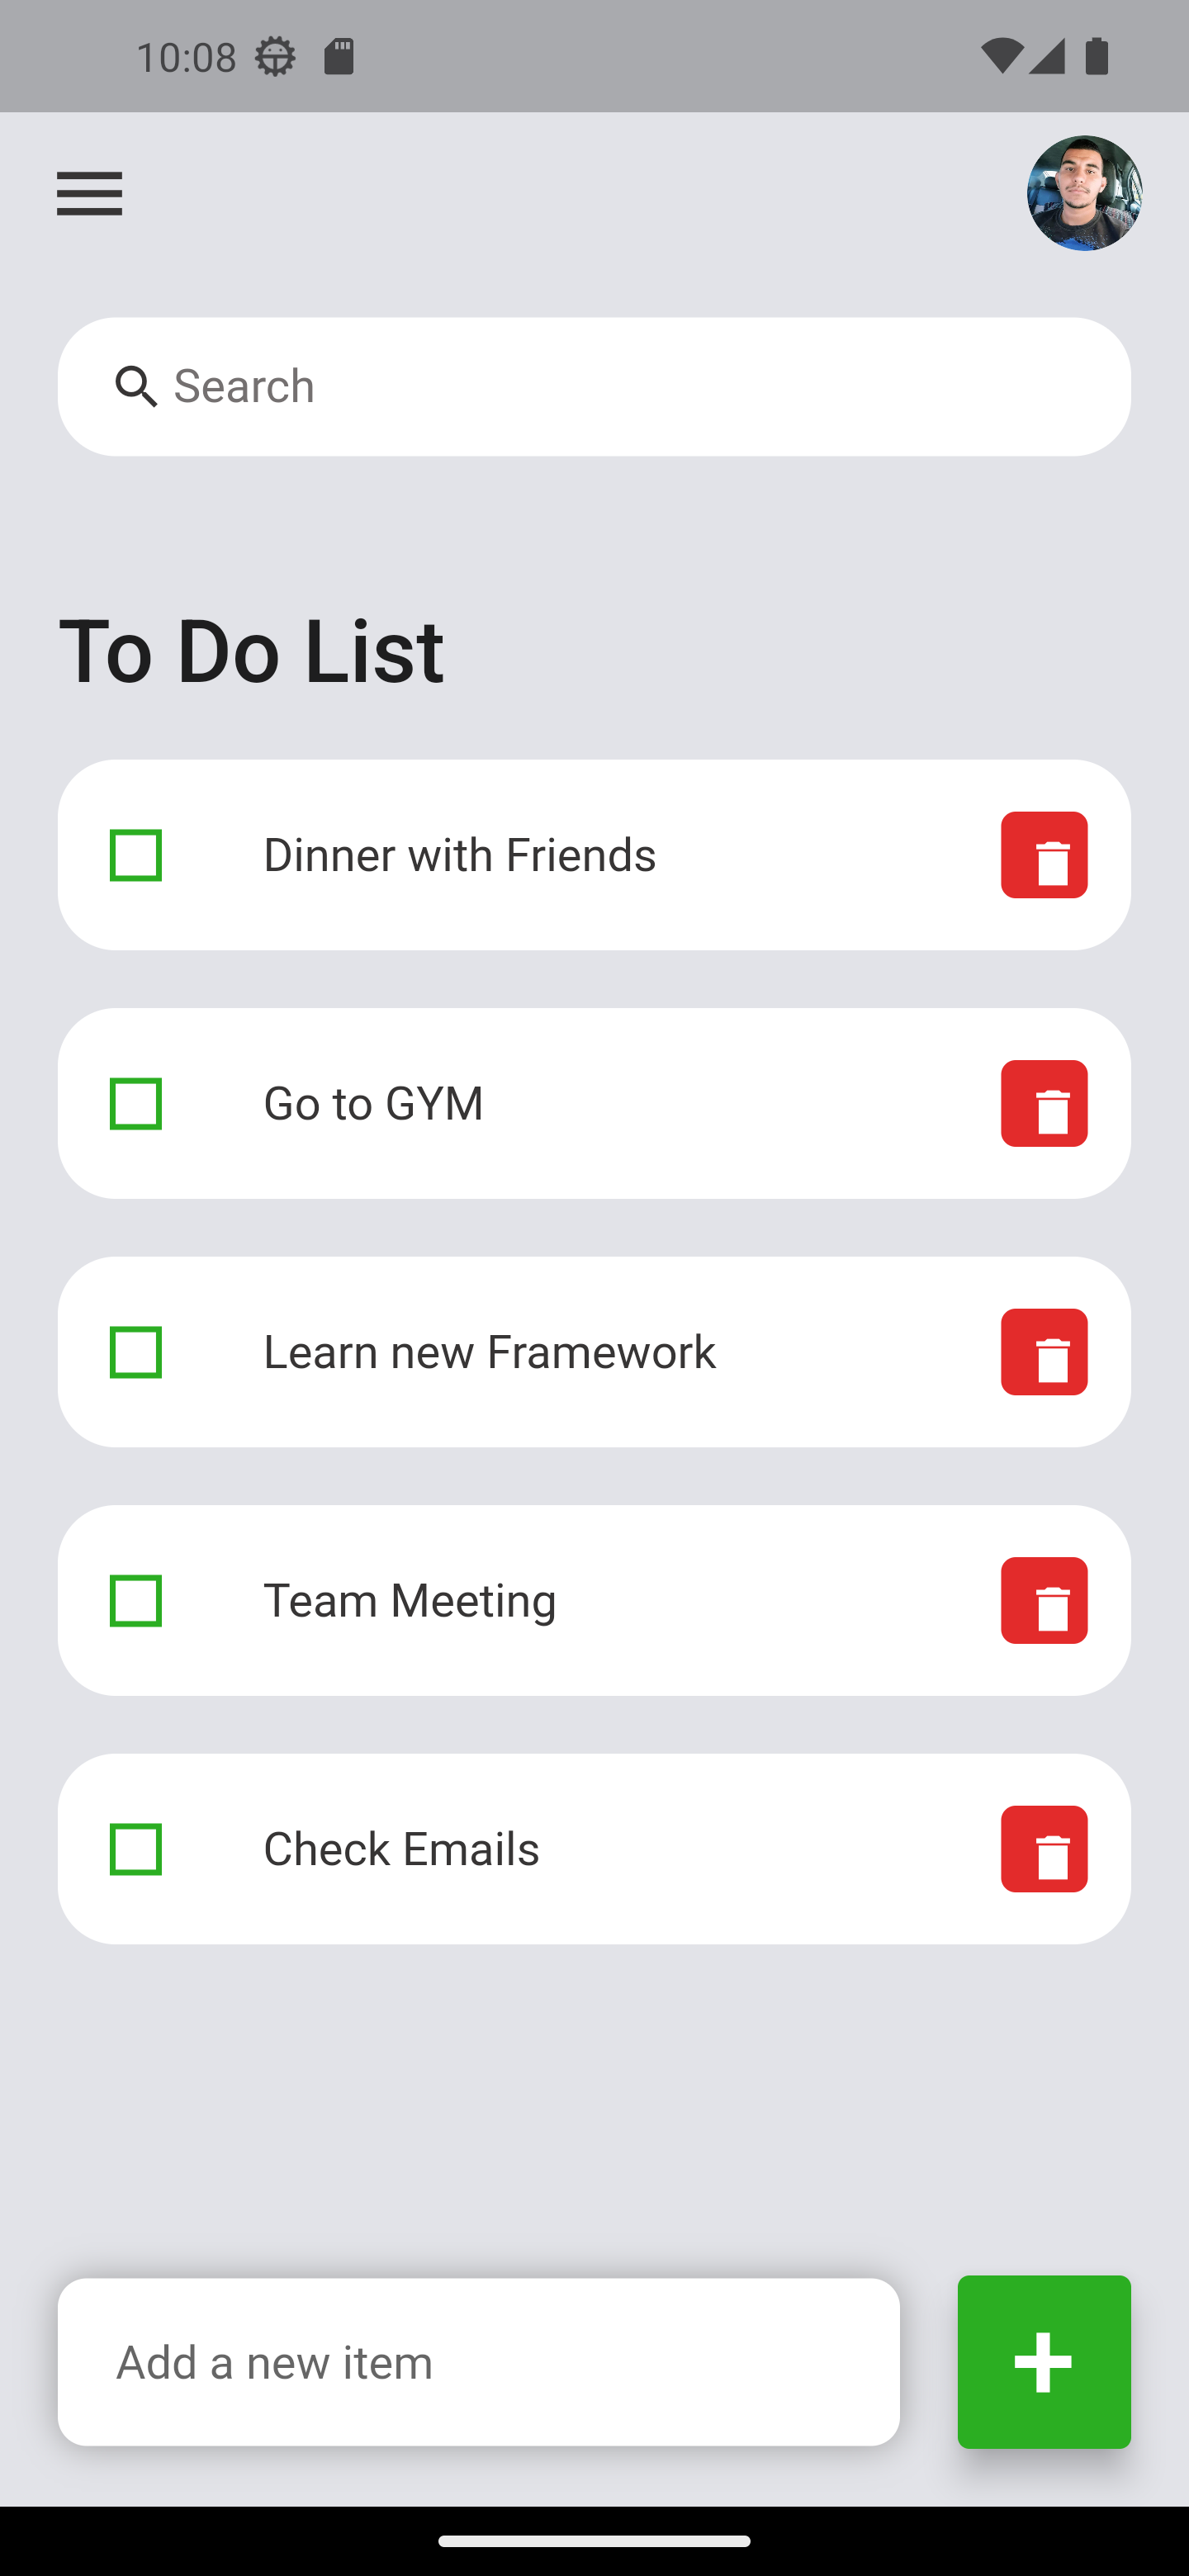 10:08
Search
To Do List
Dinner with Friends
Go to GYM
Learn new Framework
Team Meeting
Check Emails
Add a new item